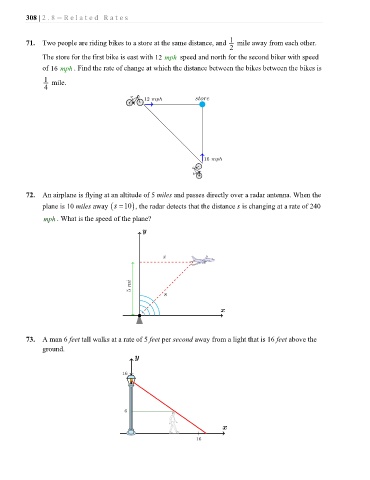 308 | 2 . 8 – R e l a t e d   R a t e s
71. Two people are riding bikes to a store at the same distance, and 1/2 mile away from each other.
The store for the first bike is east with 12 mph speed and north for the second biker with speed
of 16 mph . Find the rate of change at which the distance between the bikes between the bikes is
1/4 mile.
12 mph store
16 mph
72. An airplane is flying at an altitude of 5 miles and passes directly over a radar antenna. When the
plane is 10 miles away ( s = 10 ) , the radar detects that the distance s is changing at a rate of 240
mph . What is the speed of the plane?
y
x
5 mi
s
x
73. A man 6 feet tall walks at a rate of 5 feet per second away from a light that is 16 feet above the
ground.
y
16
6
x
16